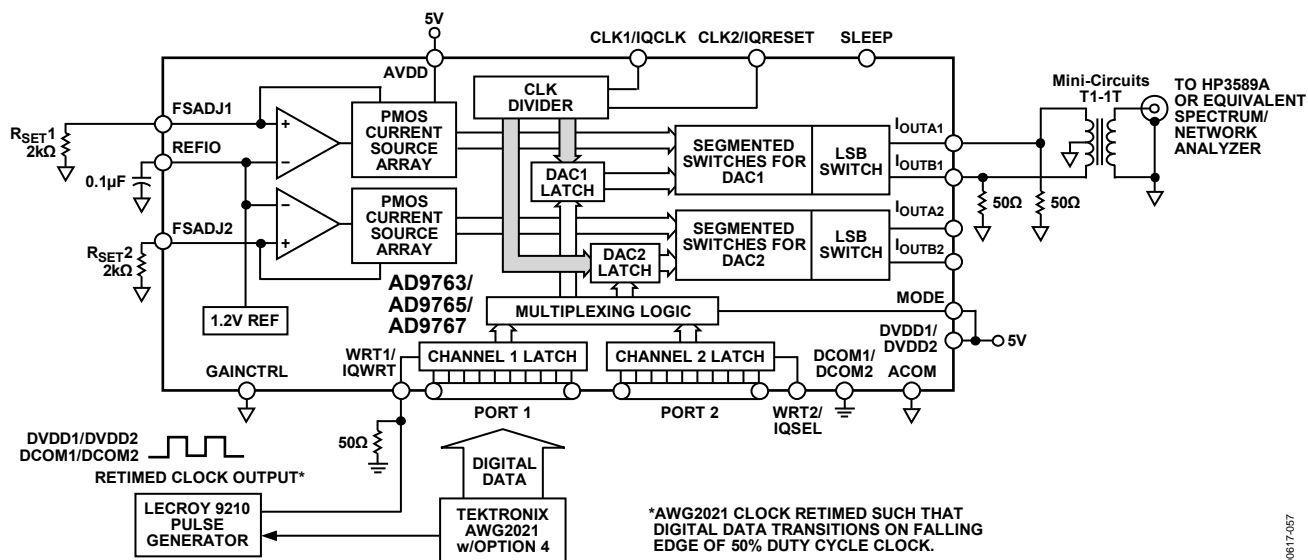 5V
CLK1/IQCLK
CLK2/IQRESET
SLEEP
AVDD
FSADJ1
RSET1
2kΩ
REFIO
0.1µF
FSADJ2
RSET2
2kΩ
+
–
–
+
PMOS
CURRENT
SOURCE
ARRAY
PMOS
CURRENT
SOURCE
ARRAY
CLK
DIVIDER
DAC1
LATCH
DAC2
LATCH
SEGMENTED
SWITCHES FOR
DAC1
LSB
SWITCH
SEGMENTED
SWITCHES FOR
DAC2
LSB
SWITCH
IOUTA1
IOUTB1
IOUTA2
IOUTB2
50Ω
50Ω
Mini-Circuits
T1-1T
TO HP3589A
OR EQUIVALENT
SPECTRUM/
NETWORK
ANALYZER
AD9763/
AD9765/
AD9767
1.2V REF
MULTIPLEXING LOGIC
MODE
DVDD1/
DVDD2
5V
WRT1/
IQWRT
CHANNEL 1 LATCH
CHANNEL 2 LATCH
DCOM1/
DCOM2
ACOM
GAINCTRL
PORT 1
PORT 2
WRT2/
IQSEL
50Ω
DVDD1/DVDD2
DCOM1/DCOM2
RETIMED CLOCK OUTPUT*
DIGITAL
DATA
LECROY 9210
PULSE
GENERATOR
TEKTRONIX
AWG2021
w/OPTION 4
*AWG2021 CLOCK RETIMED SUCH THAT
DIGITAL DATA TRANSITIONS ON FALLING
EDGE OF 50% DUTY CYCLE CLOCK.
00617-057